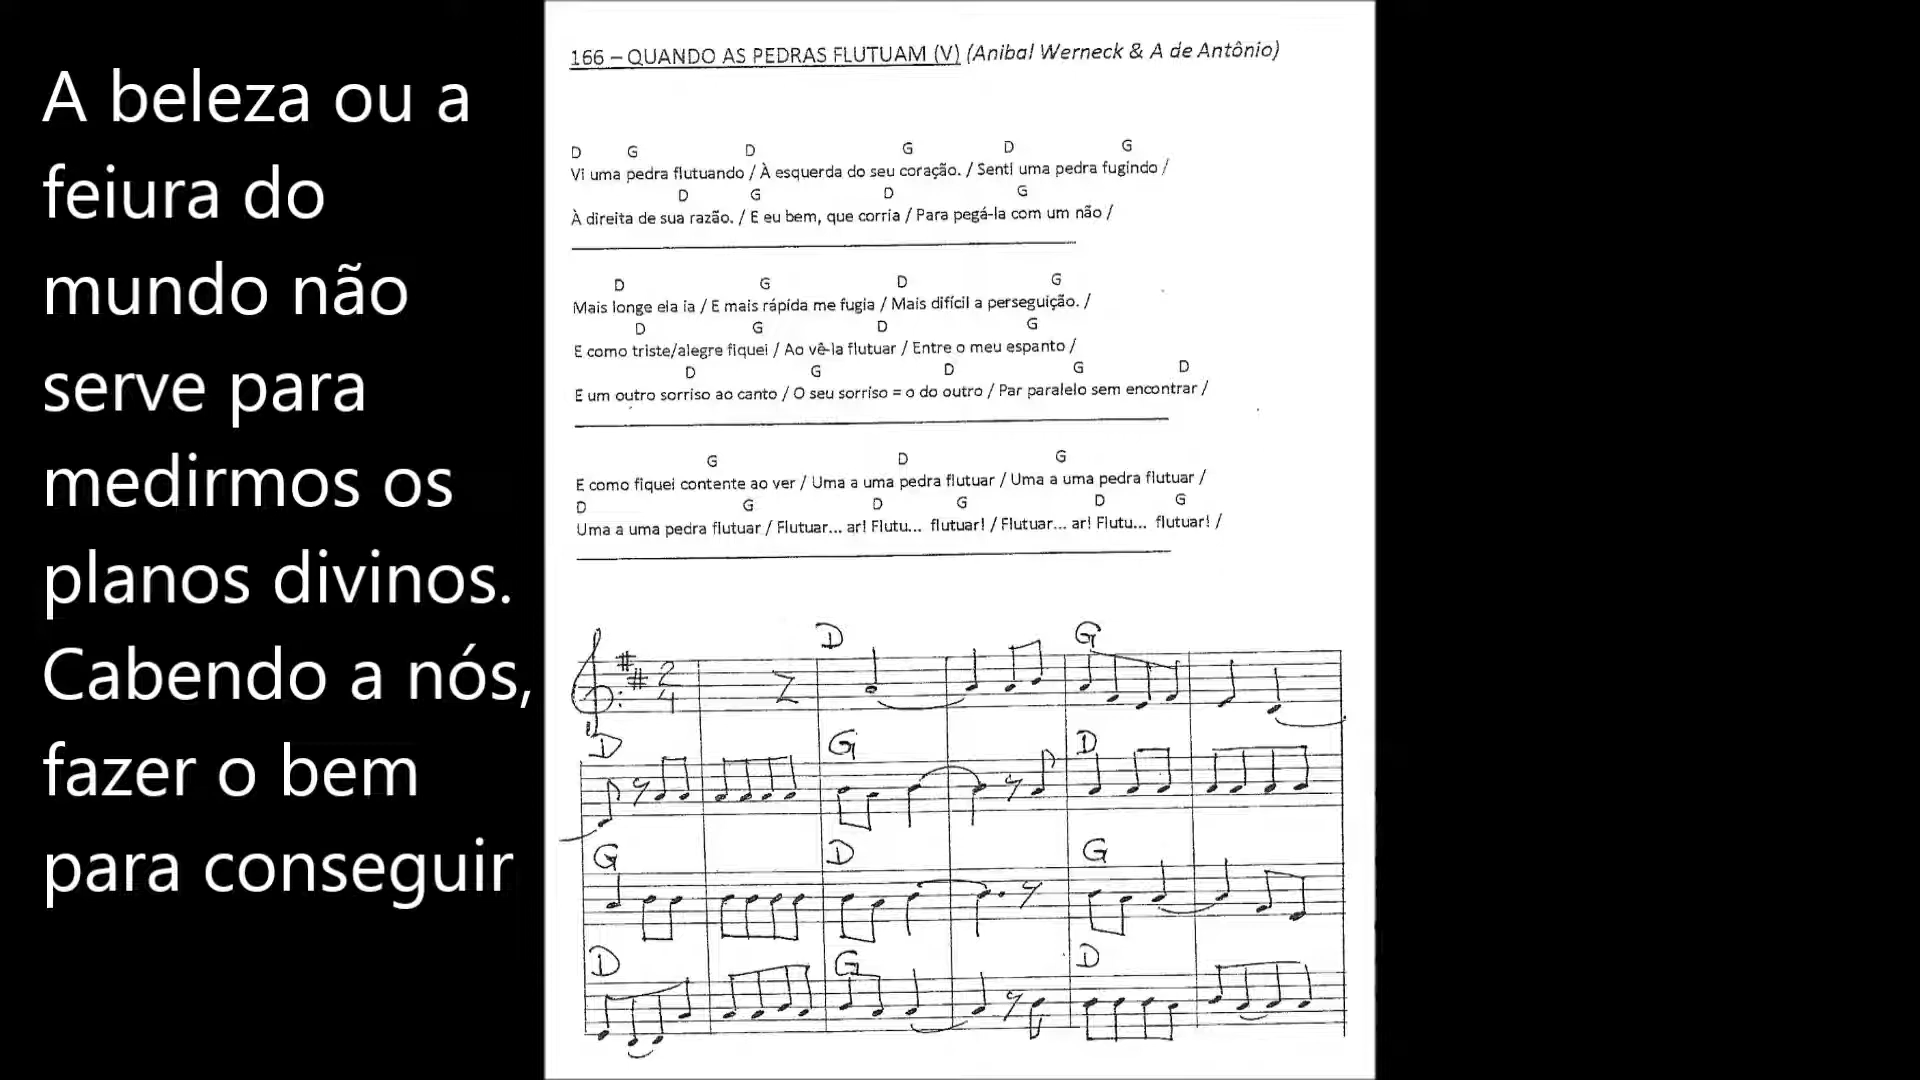 A beleza ou a
feiura do
mundo não
serve para
medirmos os
planos divinos.
Cabendo a nós,
fazer o bem
para conseguir
166 – QUANDO AS PEDRAS FLUTUAM (V) (Anibal Werneck & A de Antônio)
D G D G D G
Vi uma pedra flutuando / À esquerda do seu coração. / Senti uma pedra fugindo /
D G D G
À direita de sua razão. / E eu bem, que corria / Para pegá-la com um não /
D G D G
Mais longe ela ia / E mais rápida me fugia / Mais difícil a perseguição. /
D G D G
E como triste/alegre fiquei / Ao vê-la flutuar / Entre o meu espanto /
D G D G D
E um outro sorriso ao canto / O seu sorriso = o do outro / Par paralelo sem encontrar /
G D G
E como fiquei contente ao ver / Uma a uma pedra flutuar / Uma a uma pedra flutuar /
D G D G D G
Uma a uma pedra flutuar / Flutuar... ar! Flutu... flutuar! / Flutuar... ar! Flutu... flutuar! /
D G
2
4
D G D
G D G
D G D